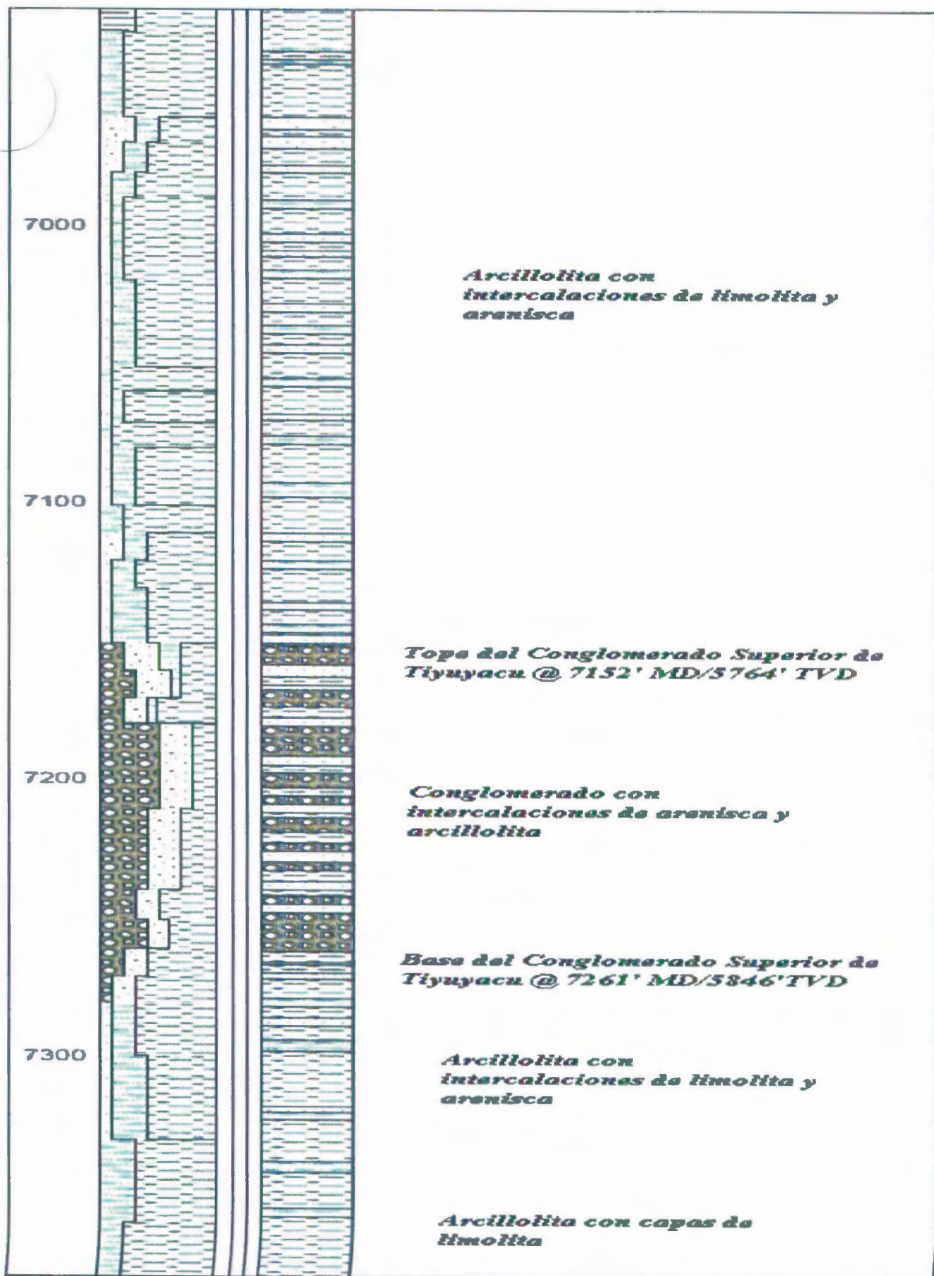 7000
Arcillolita con
intercalaciones de limolita y
arenisca
7100
Tope del Conglomerado Superior de
Tiyuyacu @ 7152' MD/5764' TVD
7200
Conglomerado con
intercalaciones de arenisca y
arcillolita
Base del Conglomerado Superior de
Tiyuyacu @ 7261' MD/5846'TVD
7300
Arcillolita con
intercalaciones de limolita y
arenisca
Arcillolita con capas de
limolita